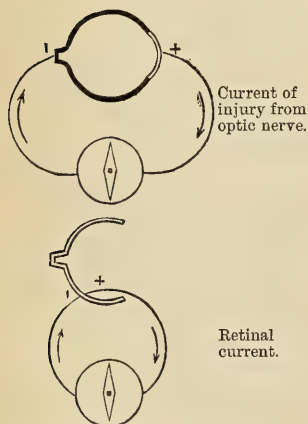 - +
Current of
injury from
optic nerve.
+
-
Retinal
current.